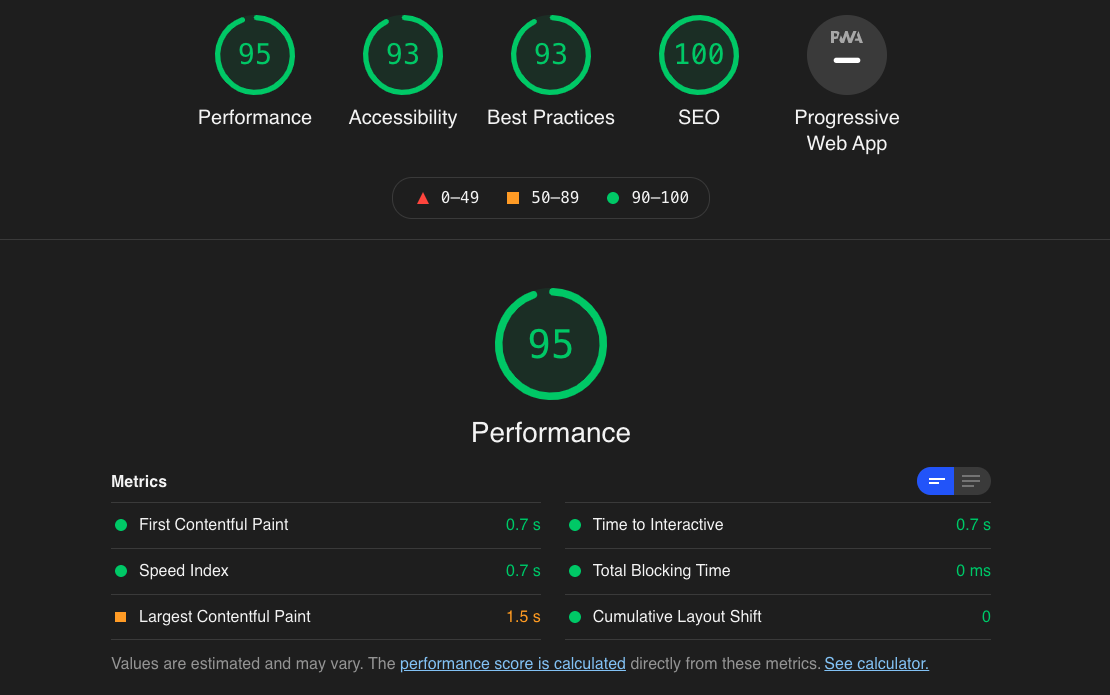 95
93
93
100
PWA
Performance
Accessibility
Best Practices
SEO
Progressive
Web App
0–49
50–89
90–100
95
Performance
Metrics
First Contentful Paint 0.7 s
Time to Interactive 0.7 s
Speed Index 0.7 s
Total Blocking Time 0 ms
Largest Contentful Paint 1.5 s
Cumulative Layout Shift 0
Values are estimated and may vary. The performance score is calculated directly from these metrics. See calculator.